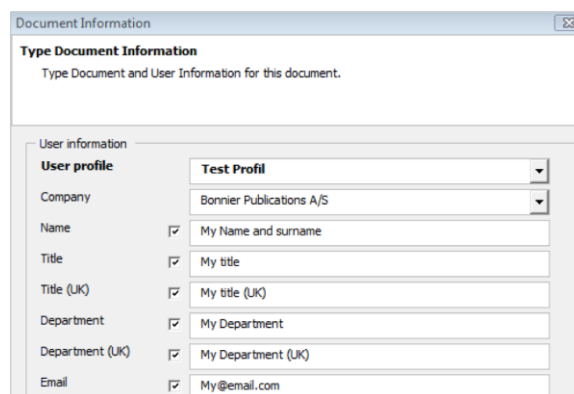 Document Information
Type Document Information
Type Document and User Information for this document.
User information
User profile Test Profil
Company Bonnier Publications A/S
Name My Name and surname
Title My title
Title (UK) My title (UK)
Department My Department
Department (UK) My Department (UK)
Email My@email.com